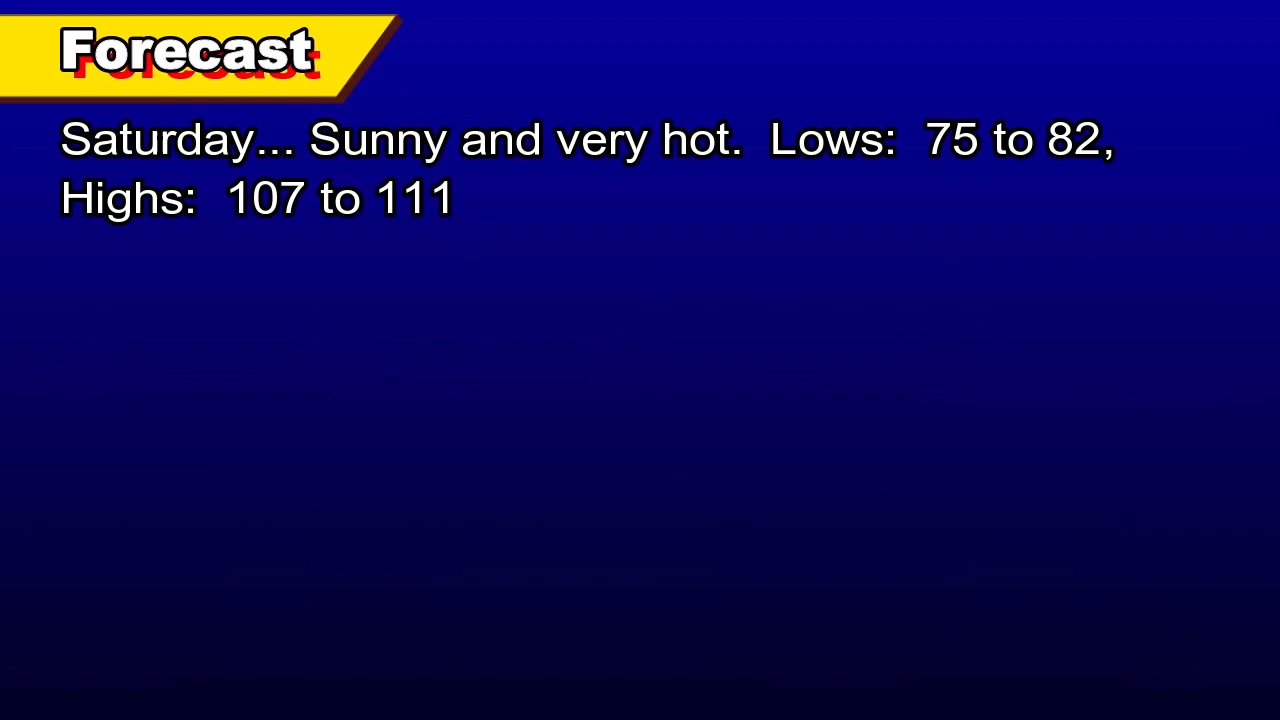 Forecast
Saturday... Sunny and very hot.  Lows:  75 to 82,
Highs:  107 to 111